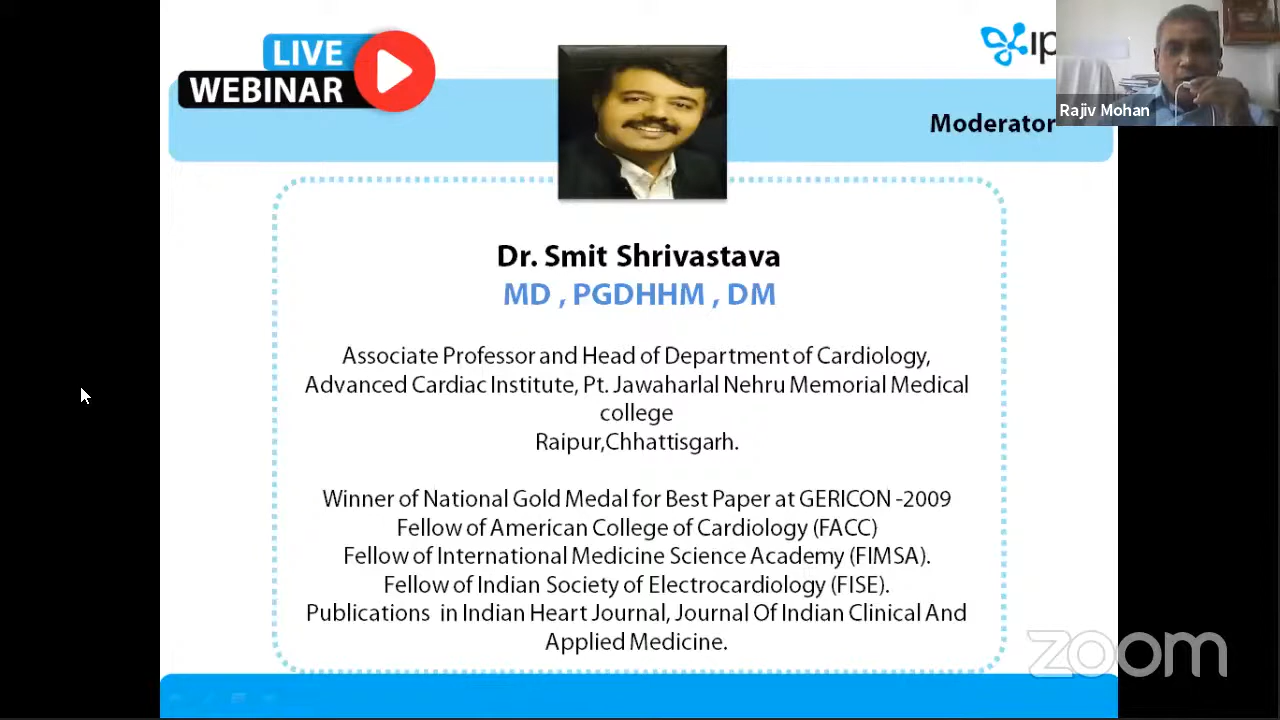 LIVE
WEBINAR
Moderator
Rajiv Mohan
Dr. Smit Shrivastava
MD , PGDHHM , DM
Associate Professor and Head of Department of Cardiology,
Advanced Cardiac Institute, Pt. Jawaharlal Nehru Memorial Medical
college
Raipur,Chhattisgarh.
Winner of National Gold Medal for Best Paper at GERICON -2009
Fellow of American College of Cardiology (FACC)
Fellow of International Medicine Science Academy (FIMSA).
Fellow of Indian Society of Electrocardiology (FISE).
Publications in Indian Heart Journal, Journal Of Indian Clinical And
Applied Medicine.
zoom